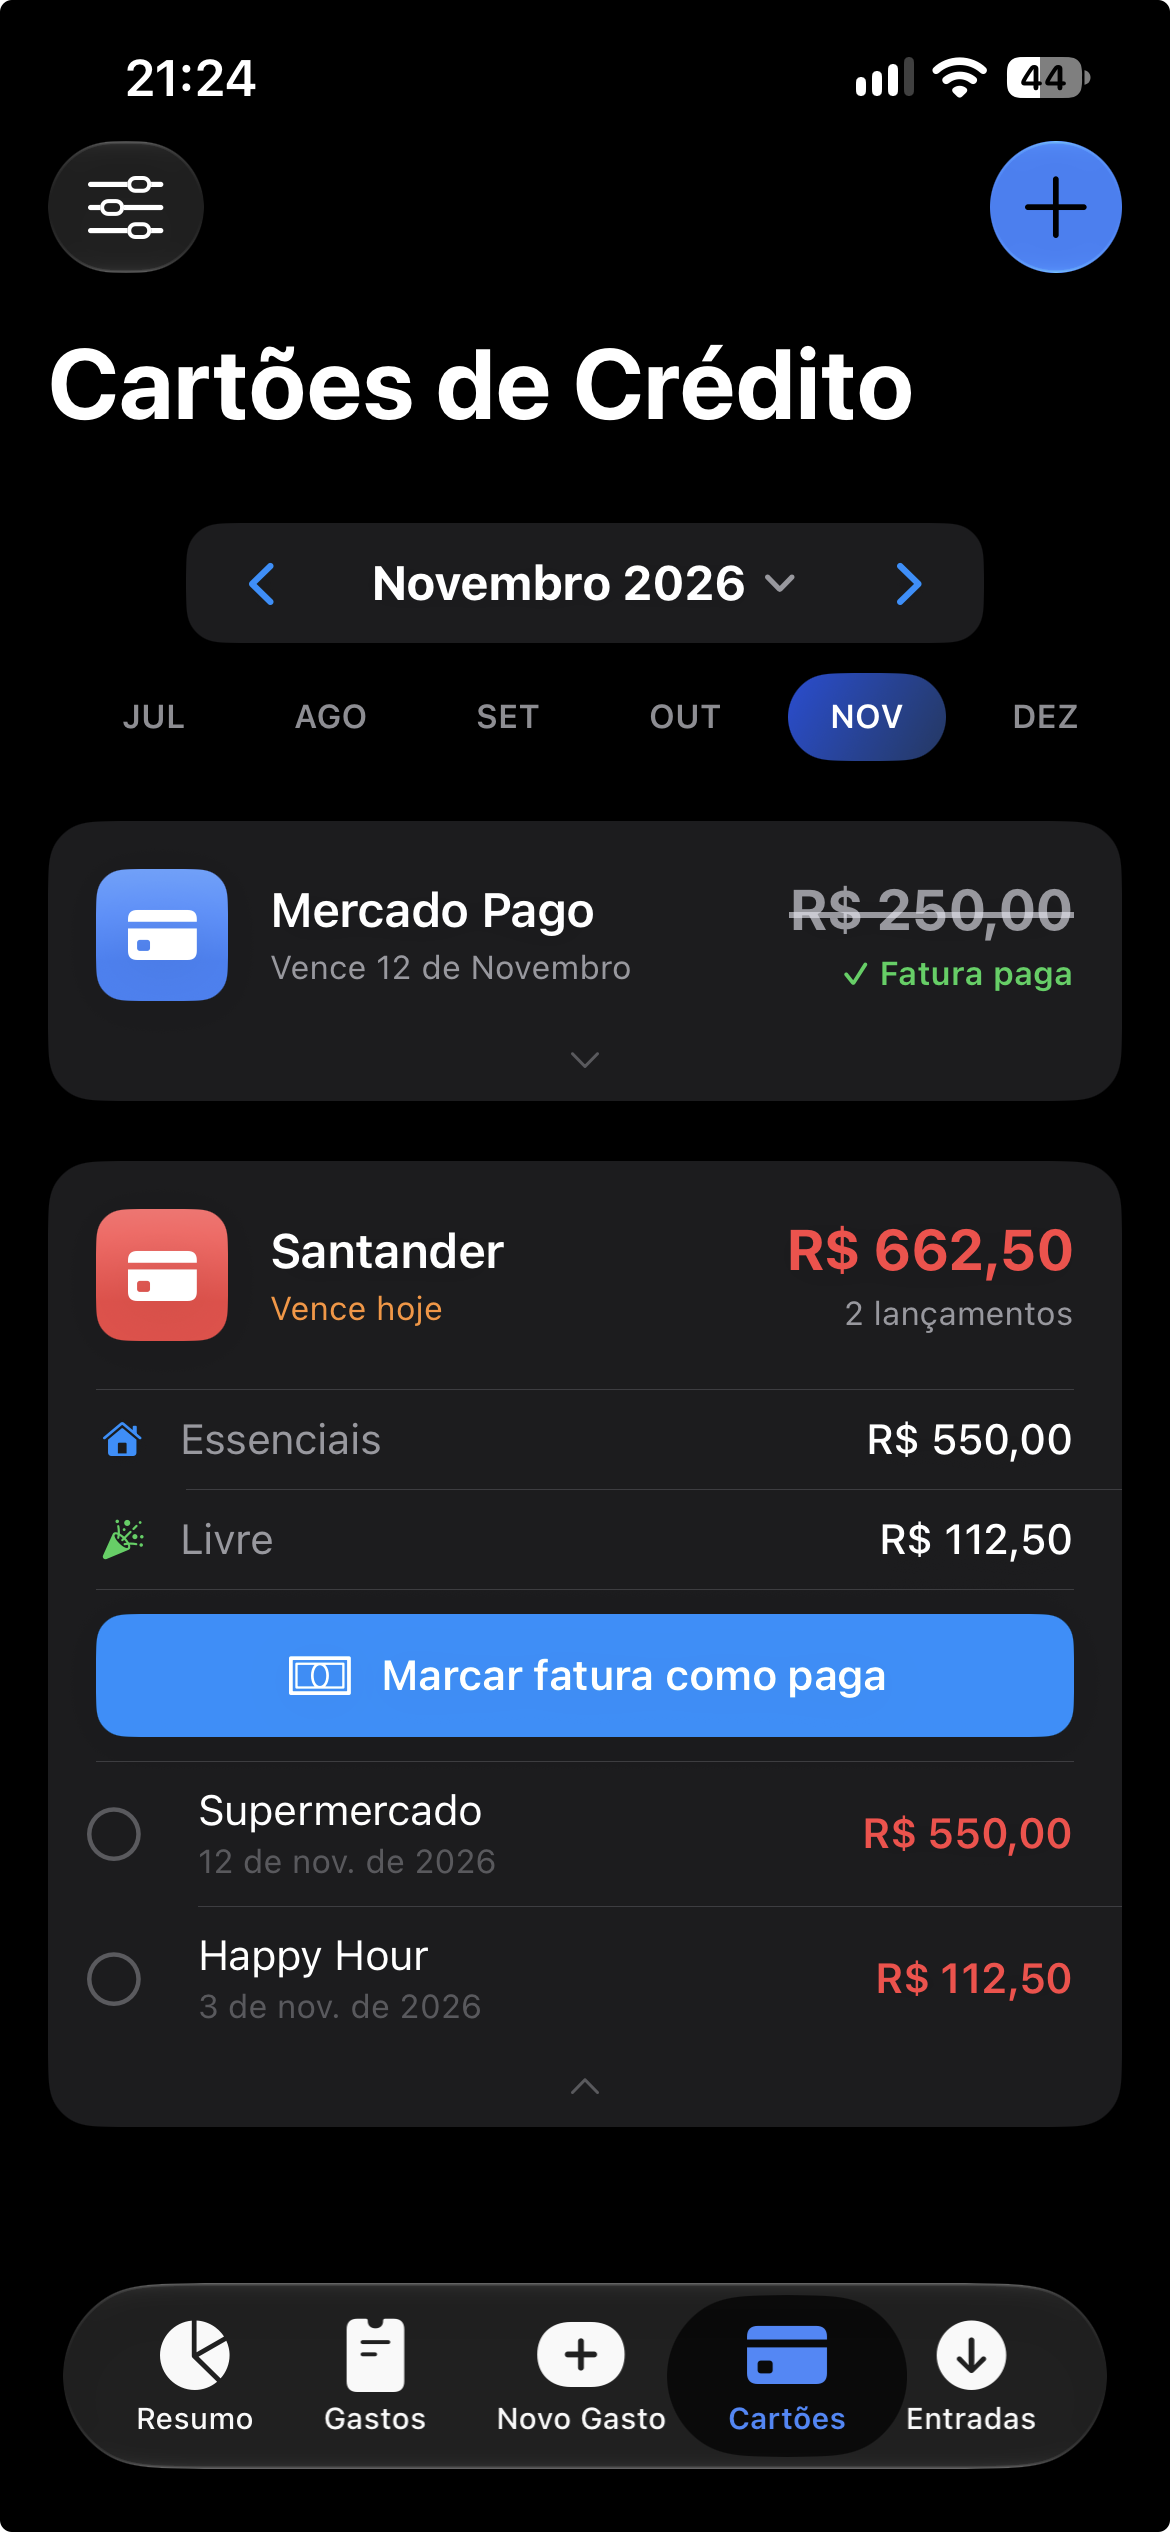 21:24
44
Cartões de Crédito
Novembro 2026
JUL AGO SET OUT NOV DEZ
Mercado Pago
R$ 250,00
Vence 12 de Novembro
Fatura paga
Santander
R$ 662,50
Vence hoje
2 lançamentos
Essenciais
R$ 550,00
Livre
R$ 112,50
Marcar fatura como paga
Supermercado
12 de nov. de 2026
R$ 550,00
Happy Hour
3 de nov. de 2026
R$ 112,50
Resumo Gastos Novo Gasto Cartões Entradas